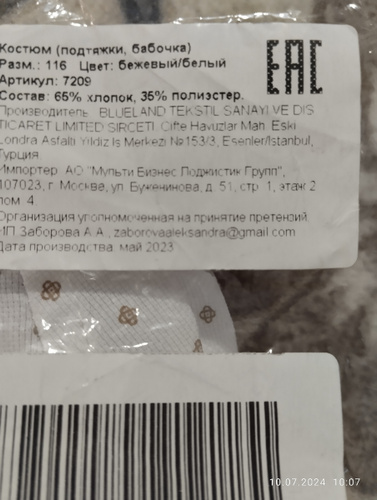 Костюм (подтяжки, бабочка)
Разм.: 116 Цвет: бежевый/белый
Артикул: 7209
Состав: 65% хлопок, 35% полиэстер.
Производитель BLUELAND TEKSTIL SANAYI VE DIS
TICARET LIMITED SIRCETI. Cifte Havuzlar Mah. Eski
Londra Asfalti Yildiz Is Merkezi №153/3, Esenler/Istanbul,
Турция
Импортер АО "Мульти Бизнес Лоджистик Групп",
107023, г. Москва, ул. Буженинова, д. 51, стр. 1, этаж 2
пом. 4
Организация уполномоченная на принятие претензий
ИП Заборова А.А., zaborovaaleksandra@gmail.com
Дата производства май 2023
EAC
10.07.2024 10:07